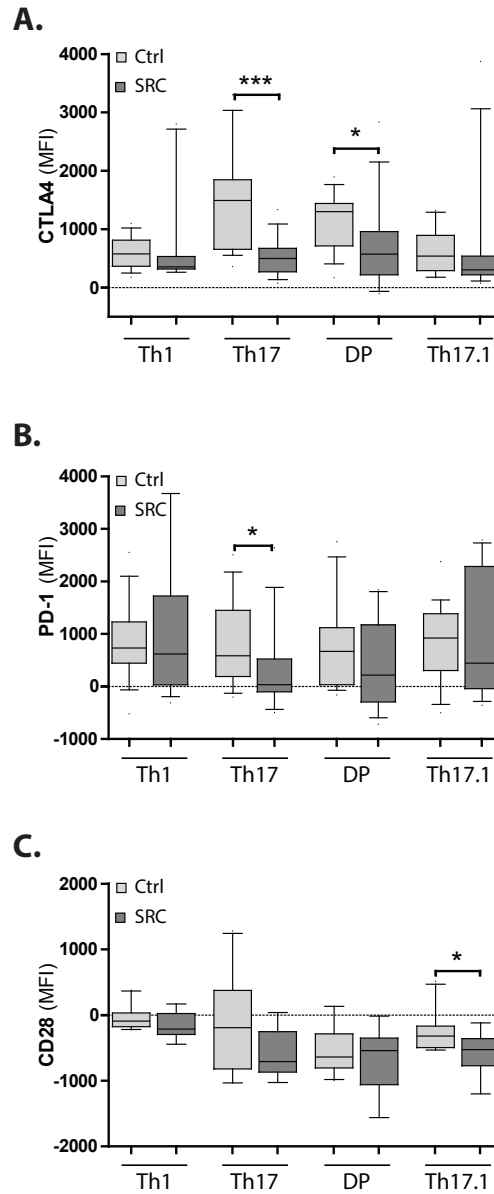 A.
CTLA4 (MFI)
4000
3000
2000
1000
0
Ctrl
SRC
***
*
Th1 Th17 DP Th17.1
B.
PD-1 (MFI)
4000
3000
2000
1000
0
-1000
Ctrl
SRC
*
Th1 Th17 DP Th17.1
C.
CD28 (MFI)
2000
1000
0
-1000
-2000
Ctrl
SRC
*
Th1 Th17 DP Th17.1